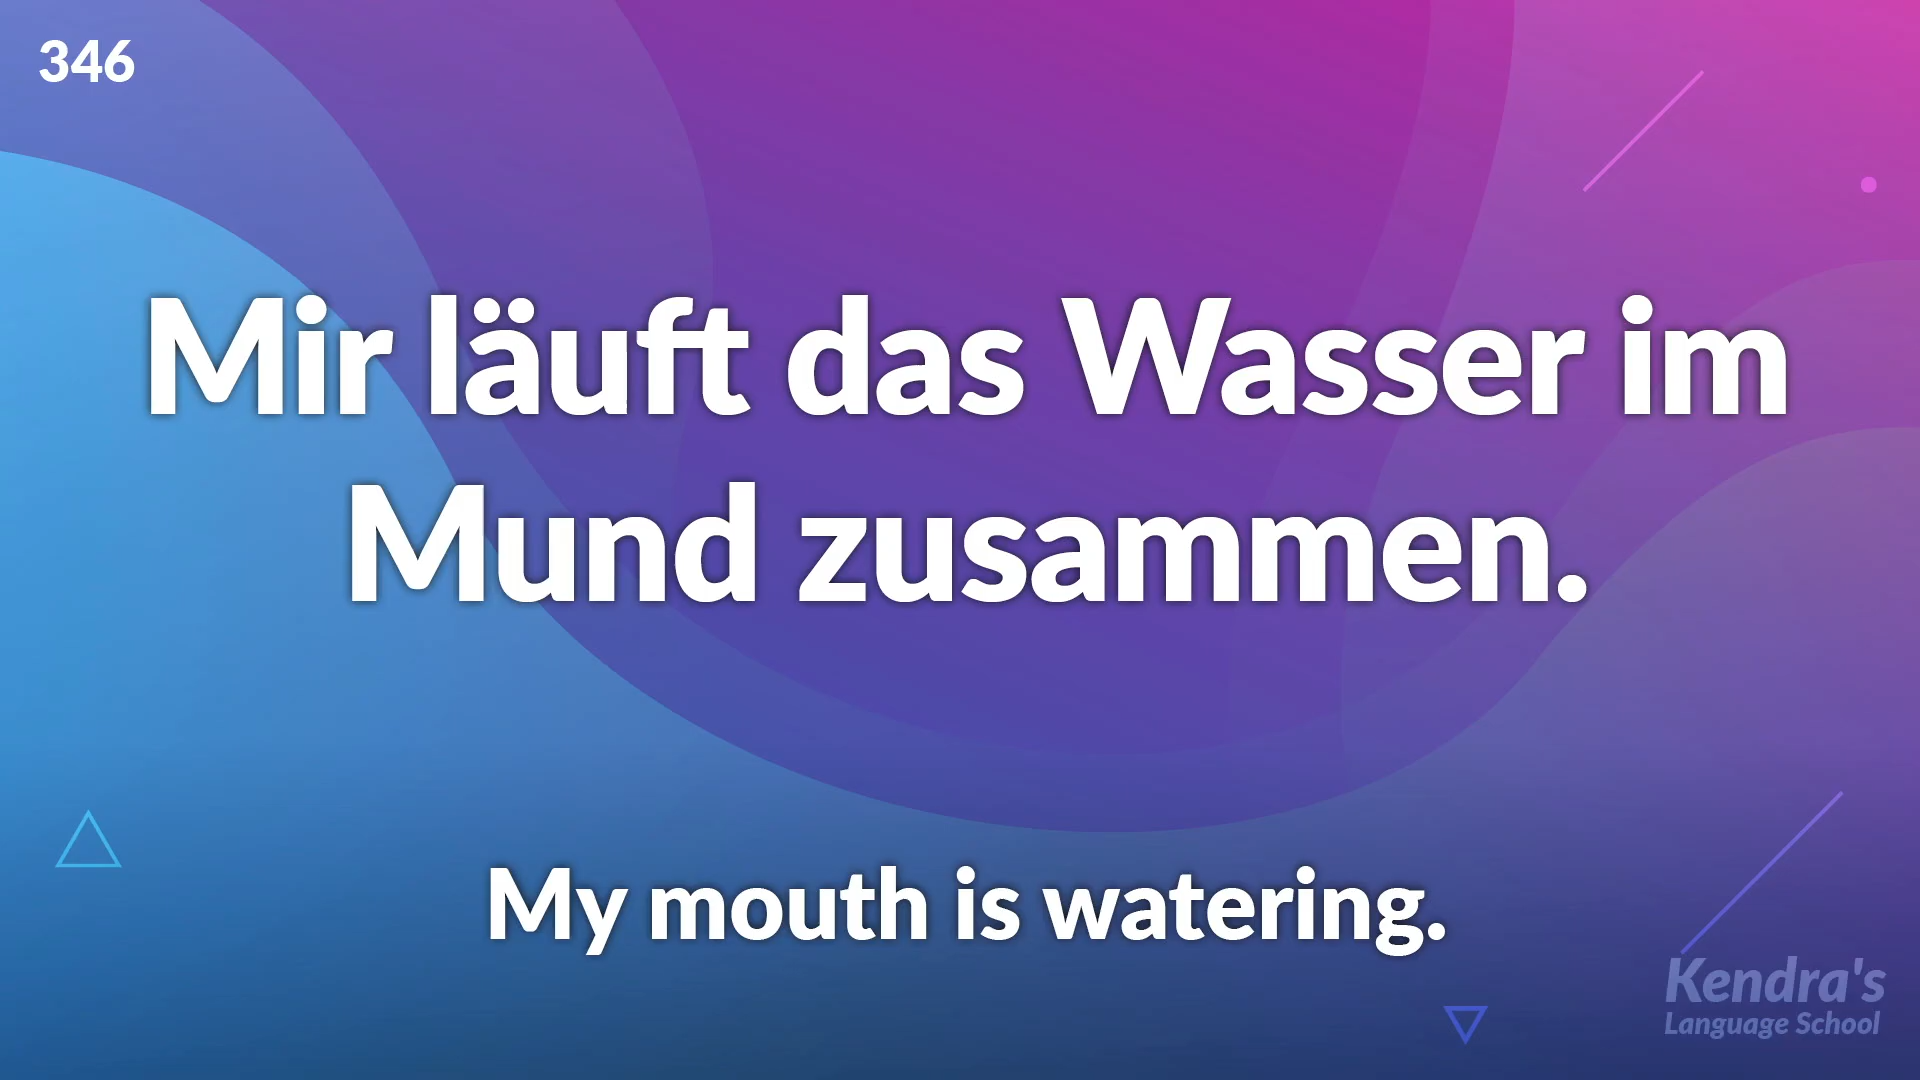 346
Mir läuft das Wasser im
Mund zusammen.
My mouth is watering.
Kendra's
Language School